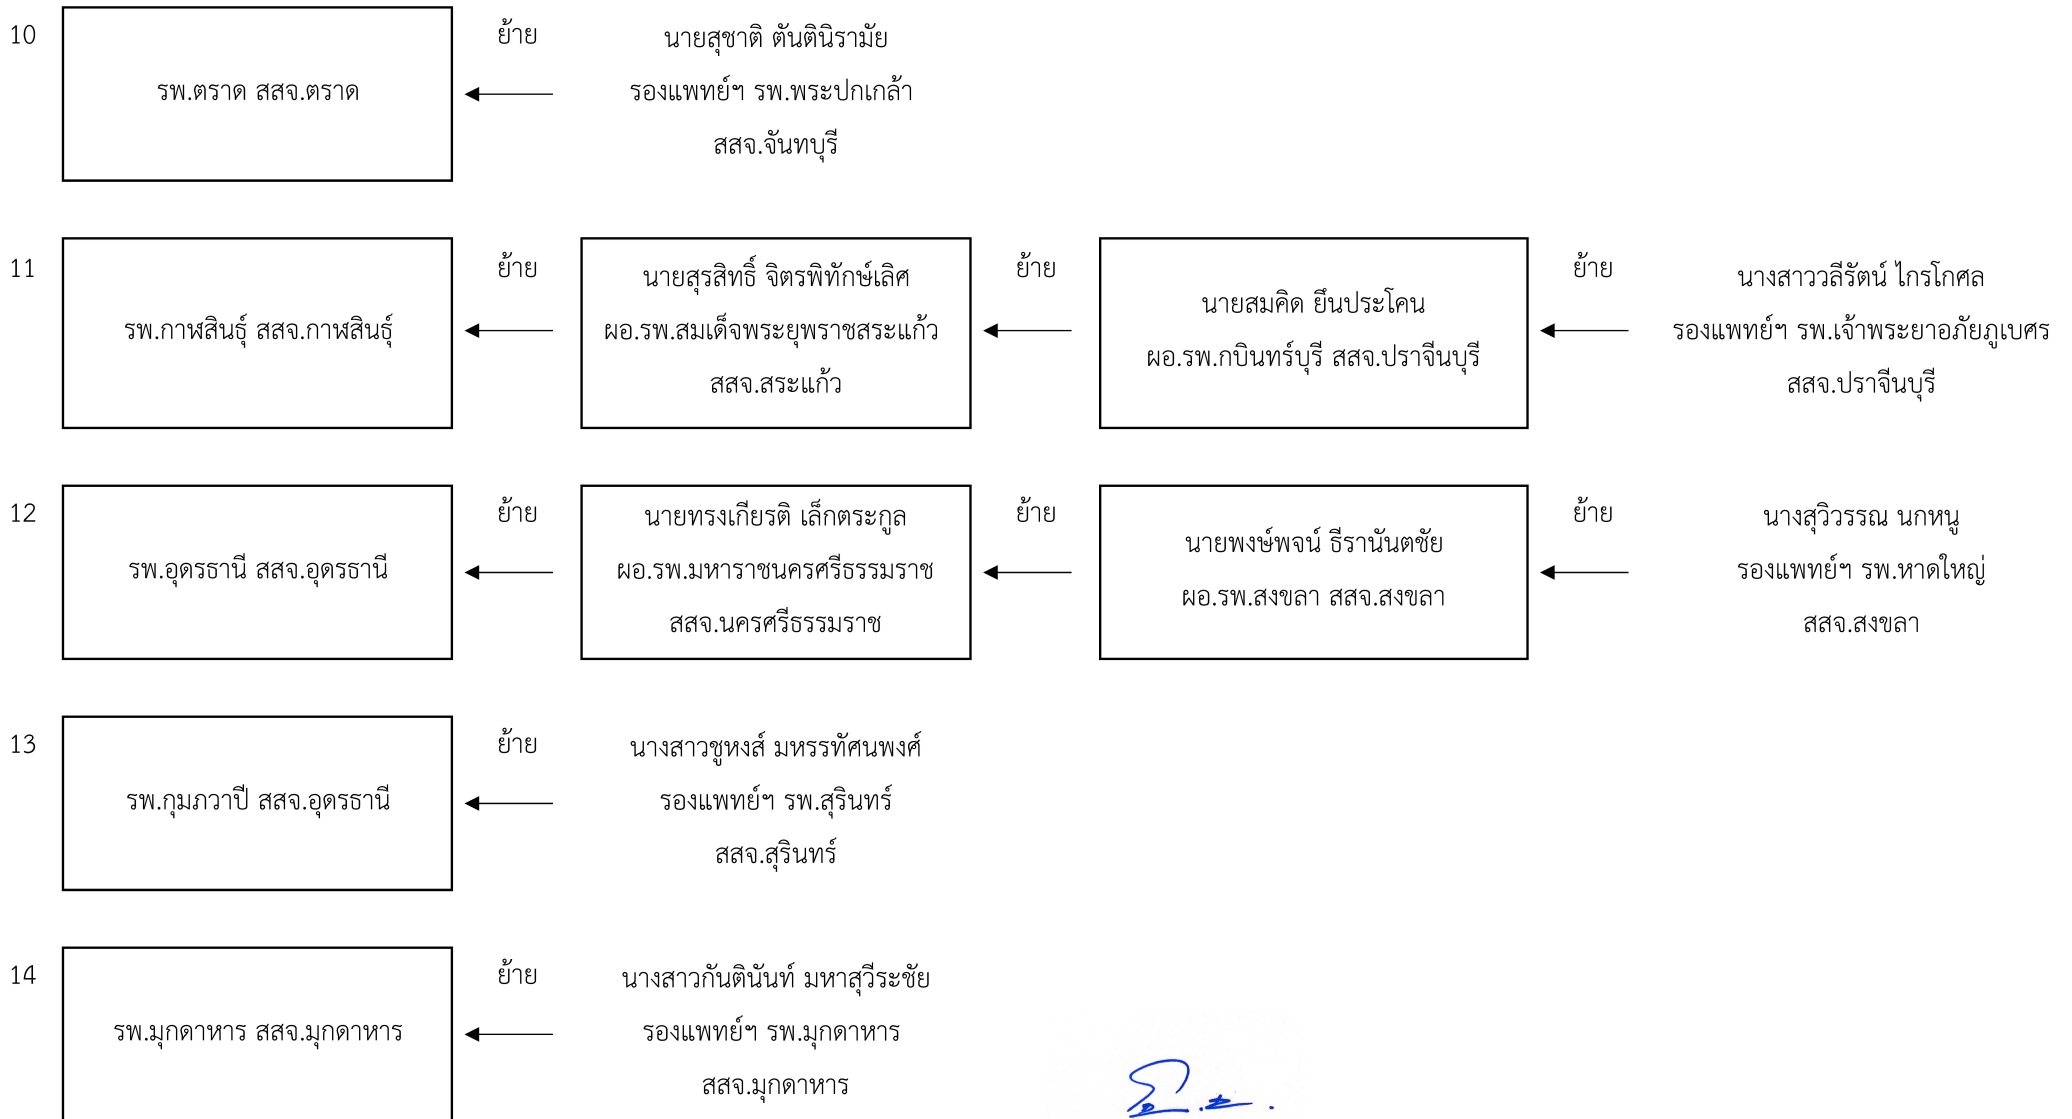 10
รพ.ตราด สสจ.ตราด
ย้าย
นายสุชาติ ตันตินิรามัย
รองแพทย์ฯ รพ.พระปกเกล้า
สสจ.จันทบุรี
11
รพ.กาฬสินธุ์ สสจ.กาฬสินธุ์
ย้าย
นายสุรสิทธิ์ จิตรพิทักษ์เลิศ
ผอ.รพ.สมเด็จพระยุพราชสระแก้ว
สสจ.สระแก้ว
ย้าย
นายสมคิด ยึนประโคน
ผอ.รพ.กบินทร์บุรี สสจ.ปราจีนบุรี
ย้าย
นางสาววลีรัตน์ ไกรโกศล
รองแพทย์ฯ รพ.เจ้าพระยาอภัยภูเบศร
สสจ.ปราจีนบุรี
12
รพ.อุดรธานี สสจ.อุดรธานี
ย้าย
นายทรงเกียรติ เล็กตระกูล
ผอ.รพ.มหาราชนครศรีธรรมราช
สสจ.นครศรีธรรมราช
ย้าย
นายพงษ์พจน์ ธีรานันตชัย
ผอ.รพ.สงขลา สสจ.สงขลา
ย้าย
นางสุวิวรรณ นกหนู
รองแพทย์ฯ รพ.หาดใหญ่
สสจ.สงขลา
13
รพ.กุมภวาปี สสจ.อุดรธานี
ย้าย
นางสาวชูหงส์ มหรรทัศนพงศ์
รองแพทย์ฯ รพ.สุรินทร์
สสจ.สุรินทร์
14
รพ.มุกดาหาร สสจ.มุกดาหาร
ย้าย
นางสาวกันตินันท์ มหาสุวีระชัย
รองแพทย์ฯ รพ.มุกดาหาร
สสจ.มุกดาหาร